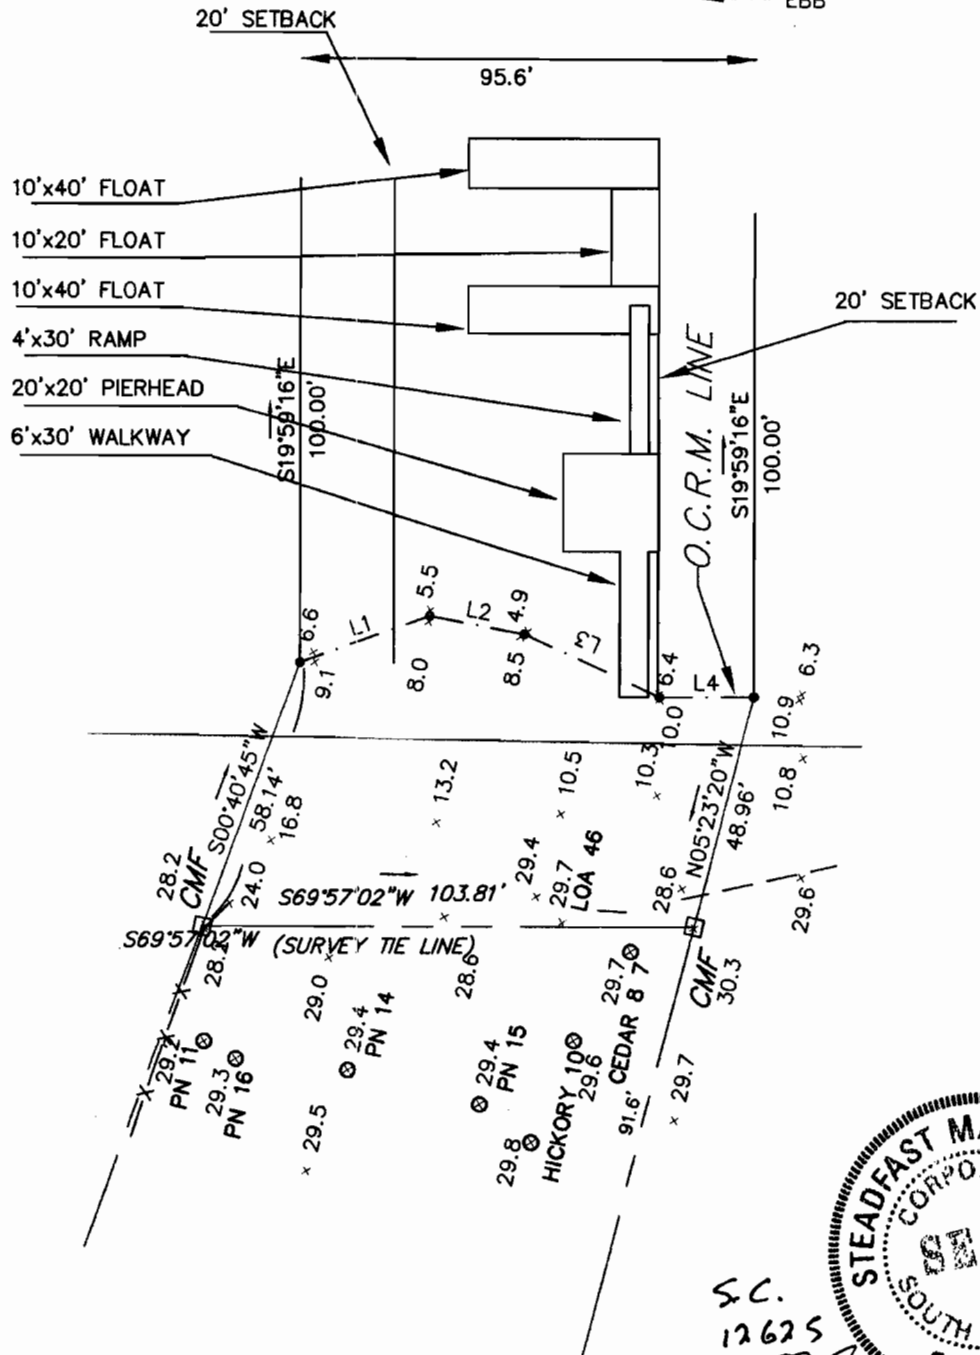 EBB
20' SETBACK
95.6'
10'x40' FLOAT
10'x20' FLOAT
10'x40' FLOAT
4'x30' RAMP
20'x20' PIERHEAD
6'x30' WALKWAY
20' SETBACK
S19°59'16"E
100.00'
O.C.R.M. LINE
S19°59'16"E
100.00'
6.6
L1
5.5
L2
4.9
L3
6.4
L4
6.3
9.1
8.0
8.5
10.0
10.9
S00°40'45"W
58.14'
16.8
13.2
10.5
10.3
10.8
N05°23'20"W
48.96'
28.2
CMF
24.0
29.4
29.7
LOA 46
28.6
29.6
S69°57'02"W 103.81'
S69°57'02"W (SURVEY TIE LINE)
28.2
29.0
28.6
29.7
CEDAR 8 7
CMF
30.3
29.2
PN 11
29.3
PN 16
29.4
PN 14
29.4
PN 15
HICKORY 10
29.6
29.5
29.8
91.6'
29.7
STEADFAST
CORPO
SE
SOUTH
S.C.
12625